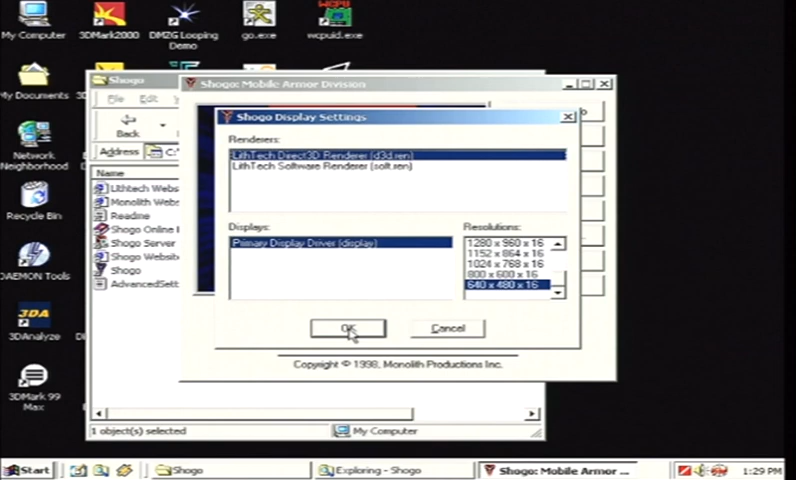 My Computer
3DMark2000
DMZG Looping
Demo
go.exe
wcpuid.exe
My Documents
Network
Neighborhood
Recycle Bin
DAEMON Tools
3DAnalyze
3DMark 99
Max
Shogo
File
Edit
Back
Address
C:\
Name
Lithtech Webs
Monolith Webs
Readme
Shogo Online
Shogo Server
Shogo Website
Shogo
AdvancedSett
1 object(s) selected
My Computer
Shogo: Mobile Armor Division
Shogo Display Settings
Renderers:
LithTech Direct3D Renderer (d3d.ren)
LithTech Software Renderer (soft.ren)
Displays:
Primary Display Driver (display)
Resolutions:
1280 x 960 x 16
1152 x 864 x 16
1024 x 768 x 16
800 x 600 x 16
640 x 480 x 16
OK
Cancel
Copyright © 1998, Monolith Productions Inc.
Start
Shogo
Exploring - Shogo
Shogo: Mobile Armor ...
1:29 PM